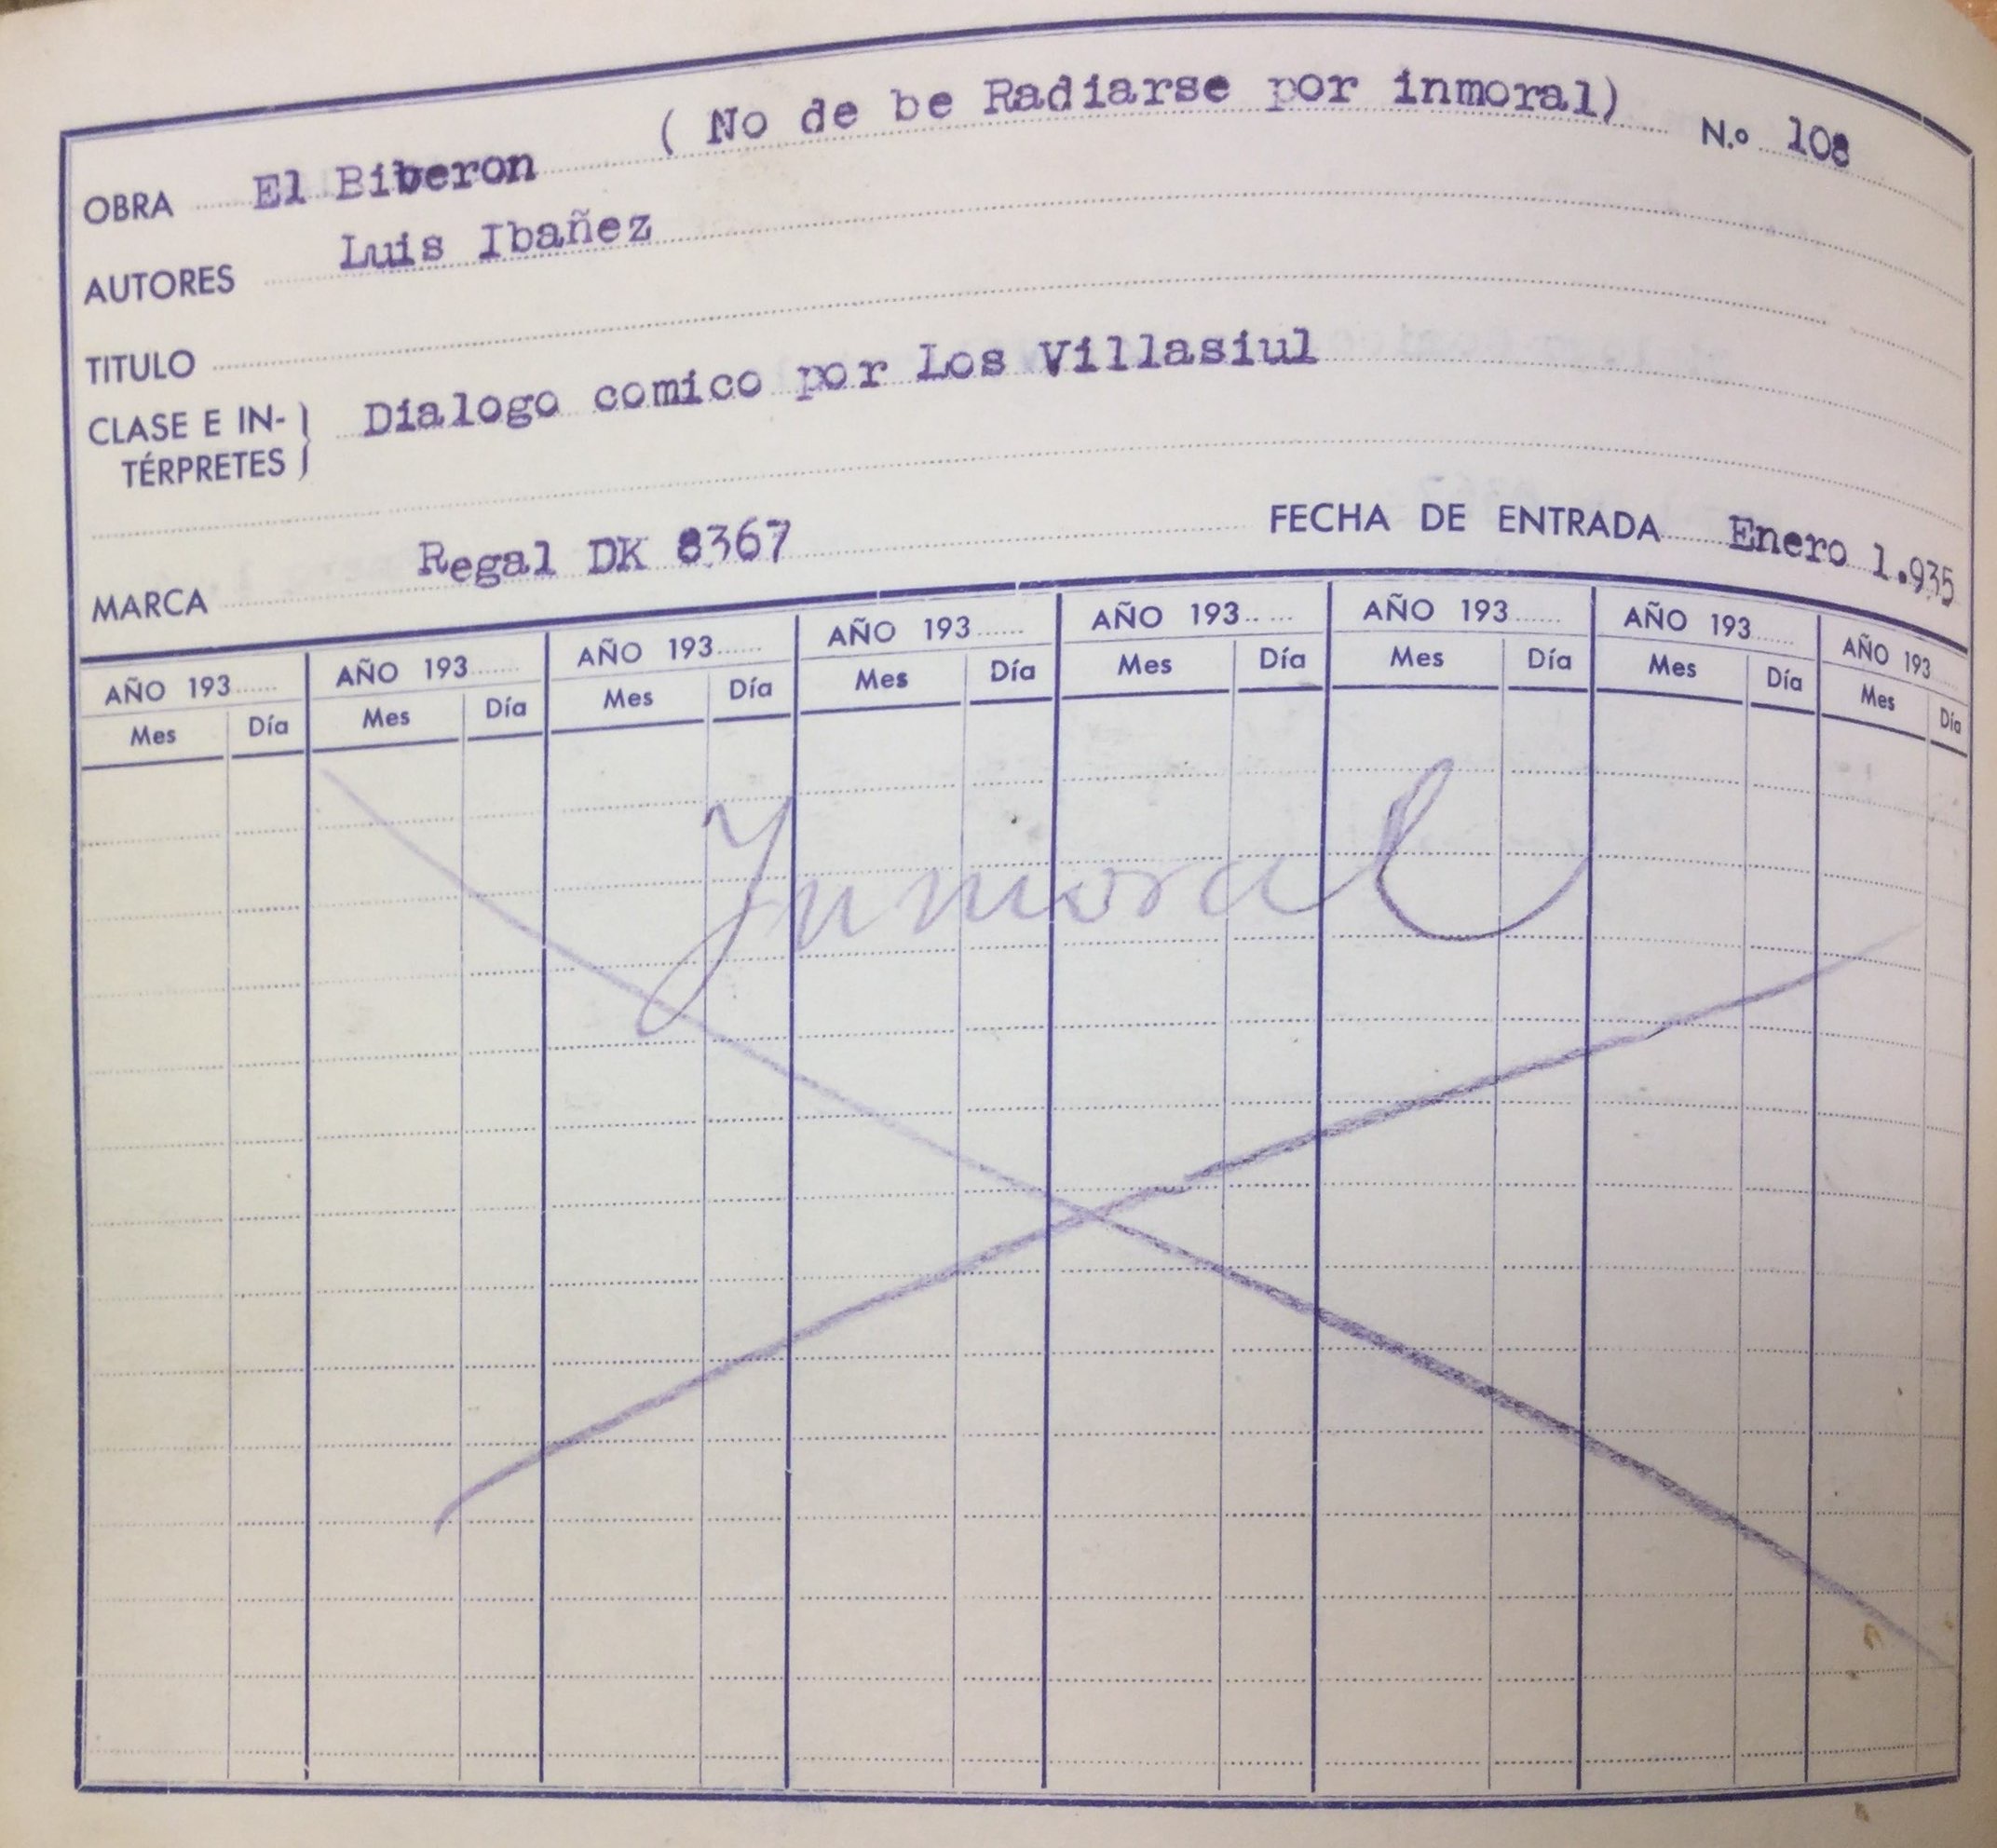 ( No de be Radiarse por inmoral)
OBRA El Biberon N.º 108
AUTORES Luis Ibañez
TITULO
CLASE E IN-
TÉRPRETES } Dialogo comico por Los Villasiul
MARCA Regal DK 8367 FECHA DE ENTRADA Enero 1.935
AÑO 193...... AÑO 193...... AÑO 193...... AÑO 193...... AÑO 193...... AÑO 193...... AÑO 193...... AÑO 193......
Mes Día Mes Día Mes Día Mes Día Mes Día Mes Día Mes Día Mes Día
Inmoral